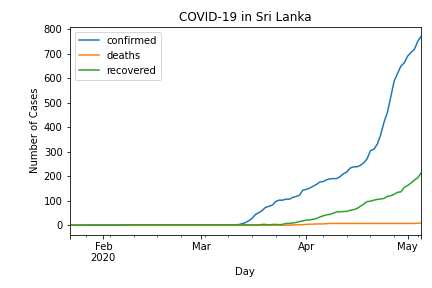 COVID-19 in Sri Lanka
confirmed
deaths
recovered
Number of Cases
800
700
600
500
400
300
200
100
0
Feb
2020
Mar
Apr
May
Day